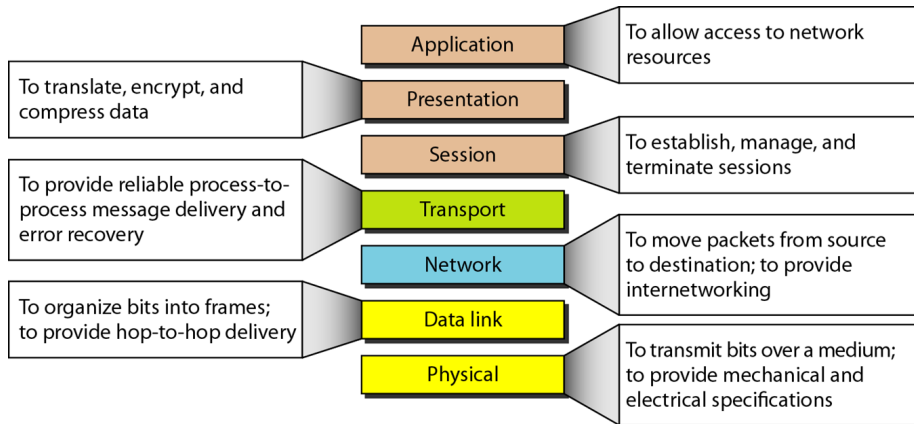 Application
To allow access to network
resources
To translate, encrypt, and
compress data
Presentation
Session
To establish, manage, and
terminate sessions
To provide reliable process-to-
process message delivery and
error recovery
Transport
Network
To move packets from source
to destination; to provide
internetworking
To organize bits into frames;
to provide hop-to-hop delivery
Data link
Physical
To transmit bits over a medium;
to provide mechanical and
electrical specifications